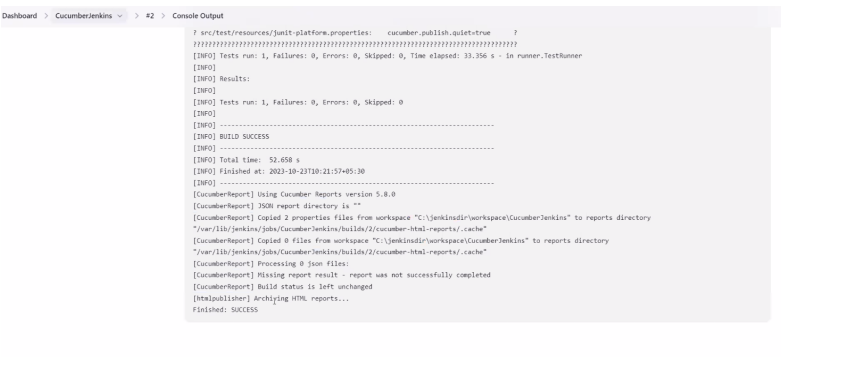 Dashboard > CucumberJenkins > #2 > Console Output
? src/test/resources/junit-platform.properties: cucumber.publish.quiet=true ?
?????????????????????????????????????????????????????????????????????????????????????
[INFO] Tests run: 1, Failures: 0, Errors: 0, Skipped: 0, Time elapsed: 33.356 s - in runner.TestRunner
[INFO]
[INFO] Results:
[INFO]
[INFO] Tests run: 1, Failures: 0, Errors: 0, Skipped: 0
[INFO]
[INFO] ------------------------------------------------------------------------
[INFO] BUILD SUCCESS
[INFO] ------------------------------------------------------------------------
[INFO] Total time:  52.658 s
[INFO] Finished at: 2023-10-23T10:21:57+05:30
[INFO] ------------------------------------------------------------------------
[CucumberReport] Using Cucumber Reports version 5.8.0
[CucumberReport] JSON report directory is ""
[CucumberReport] Copied 2 properties files from workspace "C:\jenkinsdir\workspace\CucumberJenkins" to reports directory
"/var/lib/jenkins/jobs/CucumberJenkins/builds/2/cucumber-html-reports/.cache"
[CucumberReport] Copied 0 files from workspace "C:\jenkinsdir\workspace\CucumberJenkins" to reports directory
"/var/lib/jenkins/jobs/CucumberJenkins/builds/2/cucumber-html-reports/.cache"
[CucumberReport] Processing 0 json files:
[CucumberReport] Missing report result - report was not successfully completed
[CucumberReport] Build status is left unchanged
[htmlpublisher] Archiving HTML reports...
Finished: SUCCESS